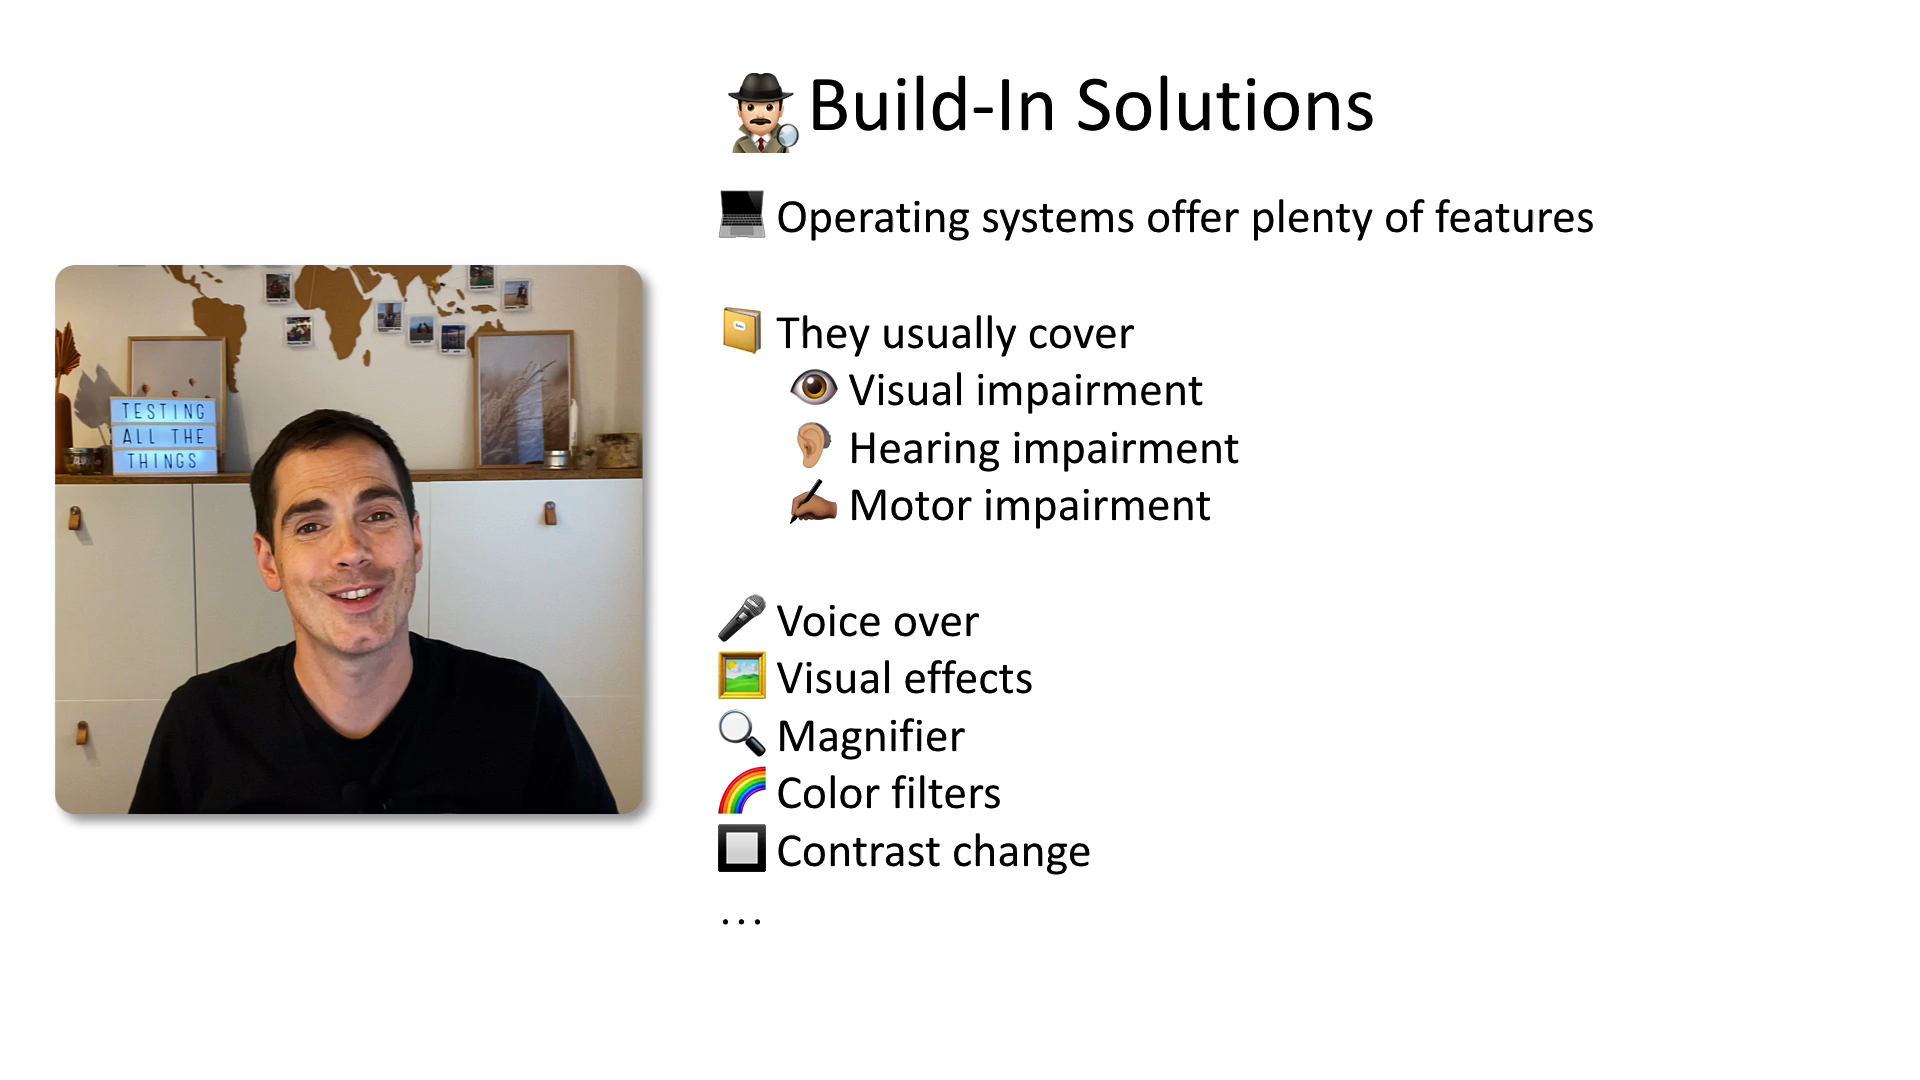 Build-In Solutions
Operating systems offer plenty of features
They usually cover
Visual impairment
Hearing impairment
Motor impairment
Voice over
Visual effects
Magnifier
Color filters
Contrast change
...
TESTING
ALL THE
THINGS